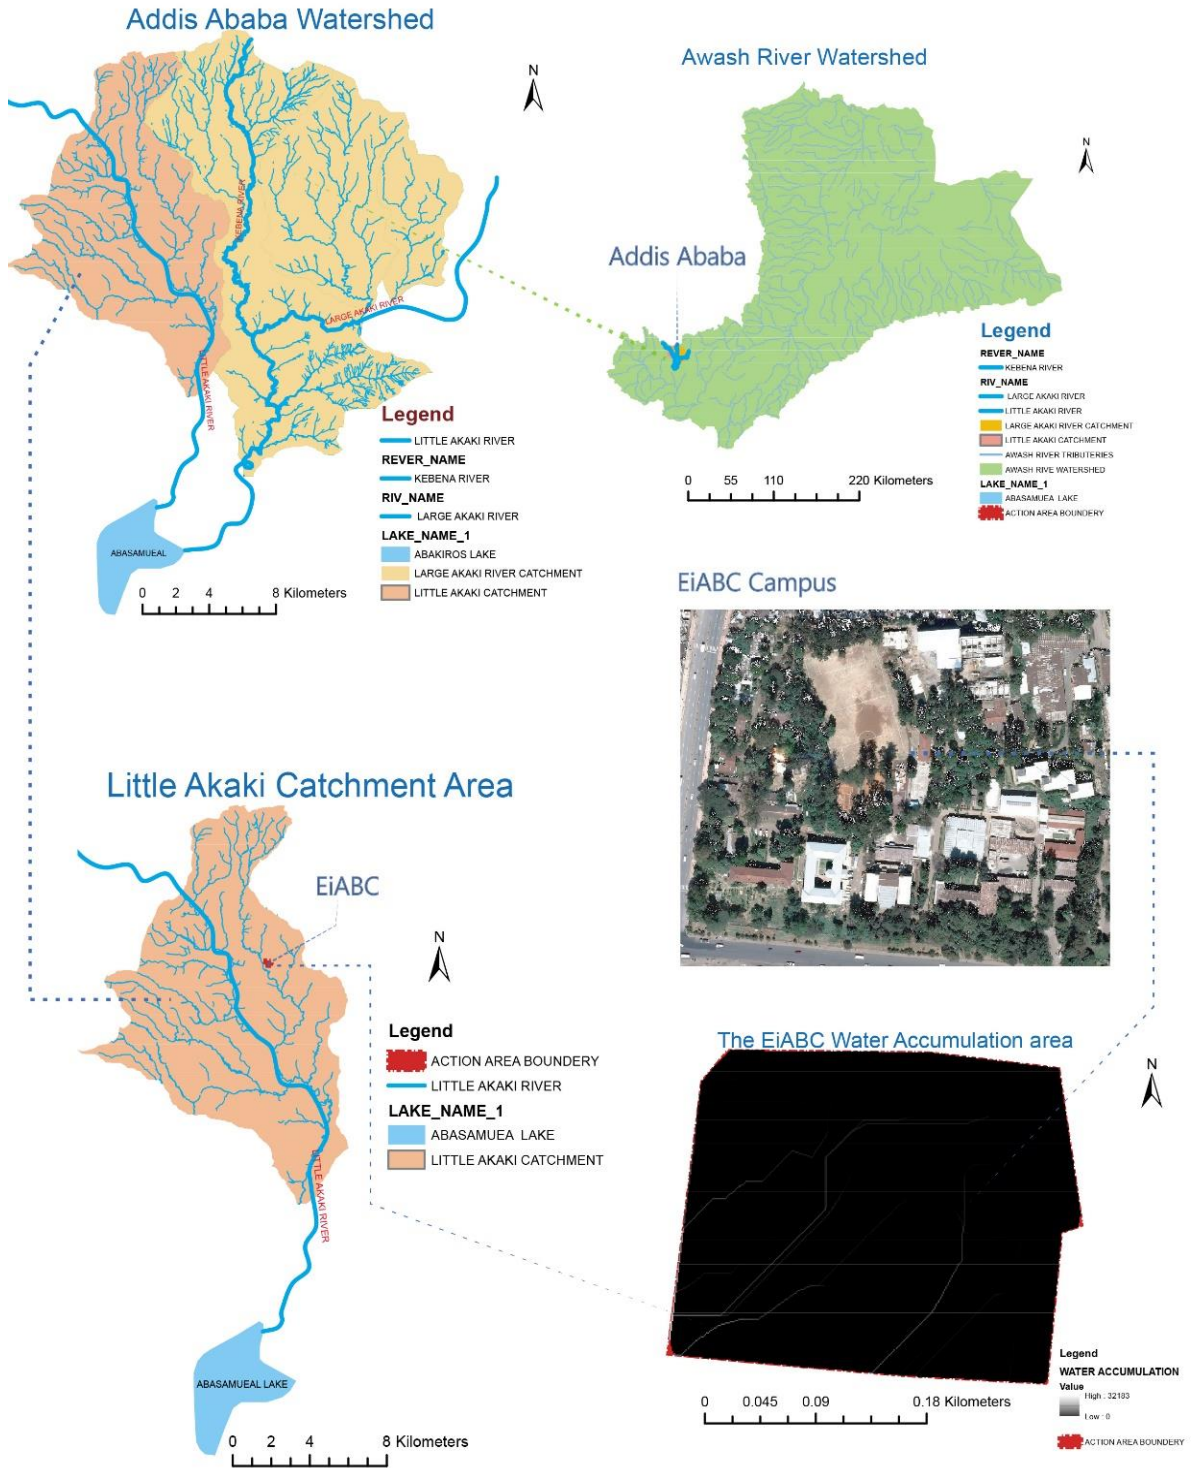 Addis Ababa Watershed
N
KEBENA RIVER
LARGE AKAKI RIVER
LITTLE AKAKI RIVER
ABASAMUEAL
0 2 4 8 Kilometers
Legend
LITTLE AKAKI RIVER
REVER_NAME
KEBENA RIVER
RIV_NAME
LARGE AKAKI RIVER
LAKE_NAME_1
ABAKIROS LAKE
LARGE AKAKI RIVER CATCHMENT
LITTLE AKAKI CATCHMENT
Awash River Watershed
N
Addis Ababa
Legend
REVER_NAME
KEBENA RIVER
RIV_NAME
LARGE AKAKI RIVER
LITTLE AKAKI RIVER
LARGE AKAKI RIVER CATCHMENT
LITTLE AKAKI CATCHMENT
AWASH RIVER TRIBUTERIES
AWASH RIVE WATERSHED
LAKE_NAME_1
ABASAMUEA LAKE
ACTION AREA BOUNDERY
0 55 110 220 Kilometers
EiABC Campus
Little Akaki Catchment Area
EiABC
N
Legend
ACTION AREA BOUNDERY
LITTLE AKAKI RIVER
LAKE_NAME_1
ABASAMUEA LAKE
LITTLE AKAKI CATCHMENT
LITTLE AKAKI RIVER
ABASAMUEAL LAKE
0 2 4 8 Kilometers
The EiABC Water Accumulation area
N
Legend
WATER ACCUMULATION
Value
High : 32183
Low : 0
ACTION AREA BOUNDERY
0 0.045 0.09 0.18 Kilometers